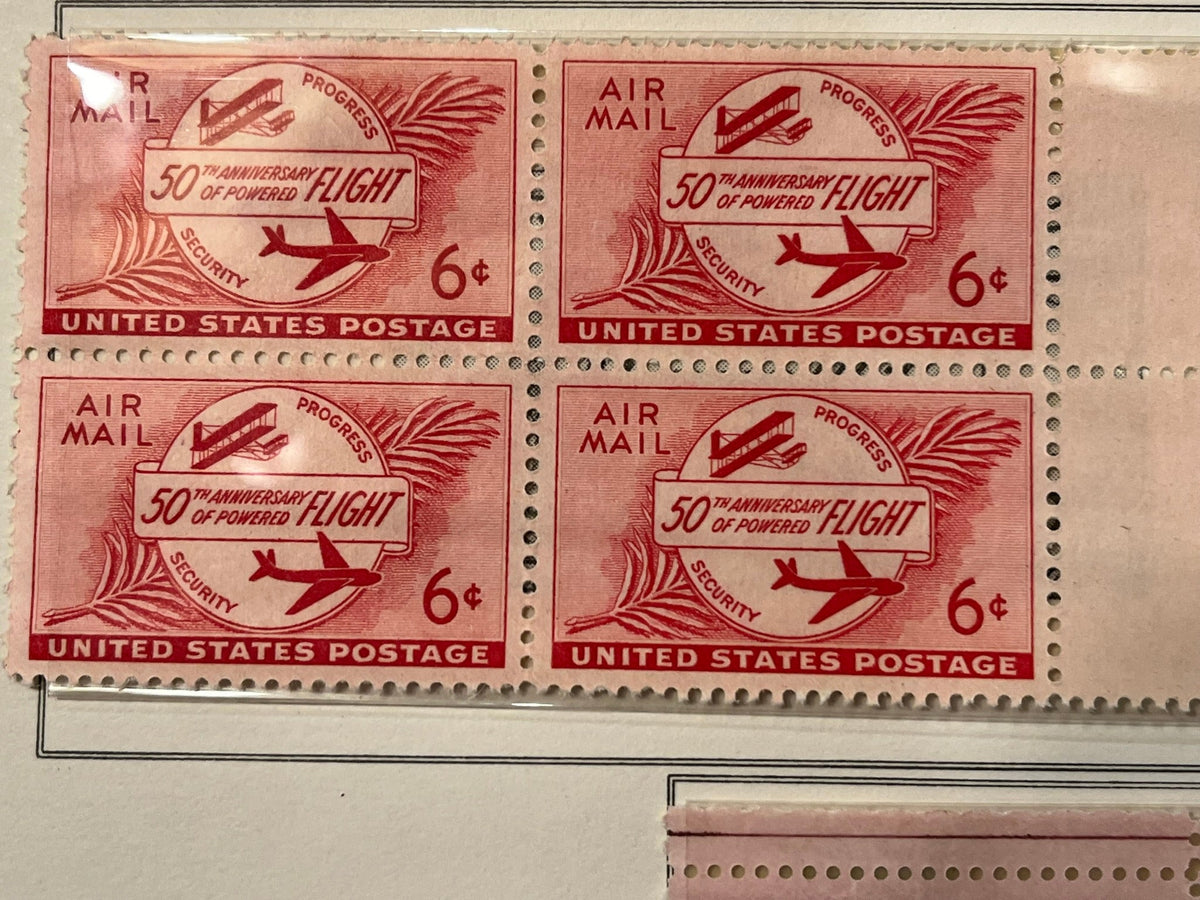 AIR
MAIL
PROGRESS
50TH ANNIVERSARY
OF POWERED FLIGHT
SECURITY
6¢
UNITED STATES POSTAGE
AIR
MAIL
PROGRESS
50TH ANNIVERSARY
OF POWERED FLIGHT
SECURITY
6¢
UNITED STATES POSTAGE
AIR
MAIL
PROGRESS
50TH ANNIVERSARY
OF POWERED FLIGHT
SECURITY
6¢
UNITED STATES POSTAGE
AIR
MAIL
PROGRESS
50TH ANNIVERSARY
OF POWERED FLIGHT
SECURITY
6¢
UNITED STATES POSTAGE